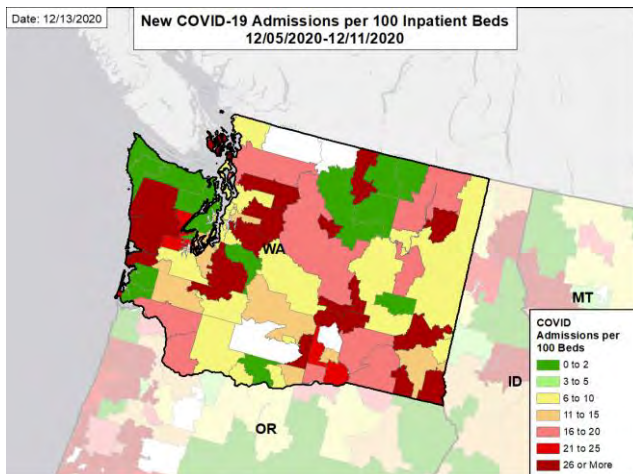 Date: 12/13/2020
New COVID-19 Admissions per 100 Inpatient Beds
12/05/2020-12/11/2020
WA
MT
ID
OR
COVID
Admissions per
100 Beds
0 to 2
3 to 5
6 to 10
11 to 15
16 to 20
21 to 25
26 or More